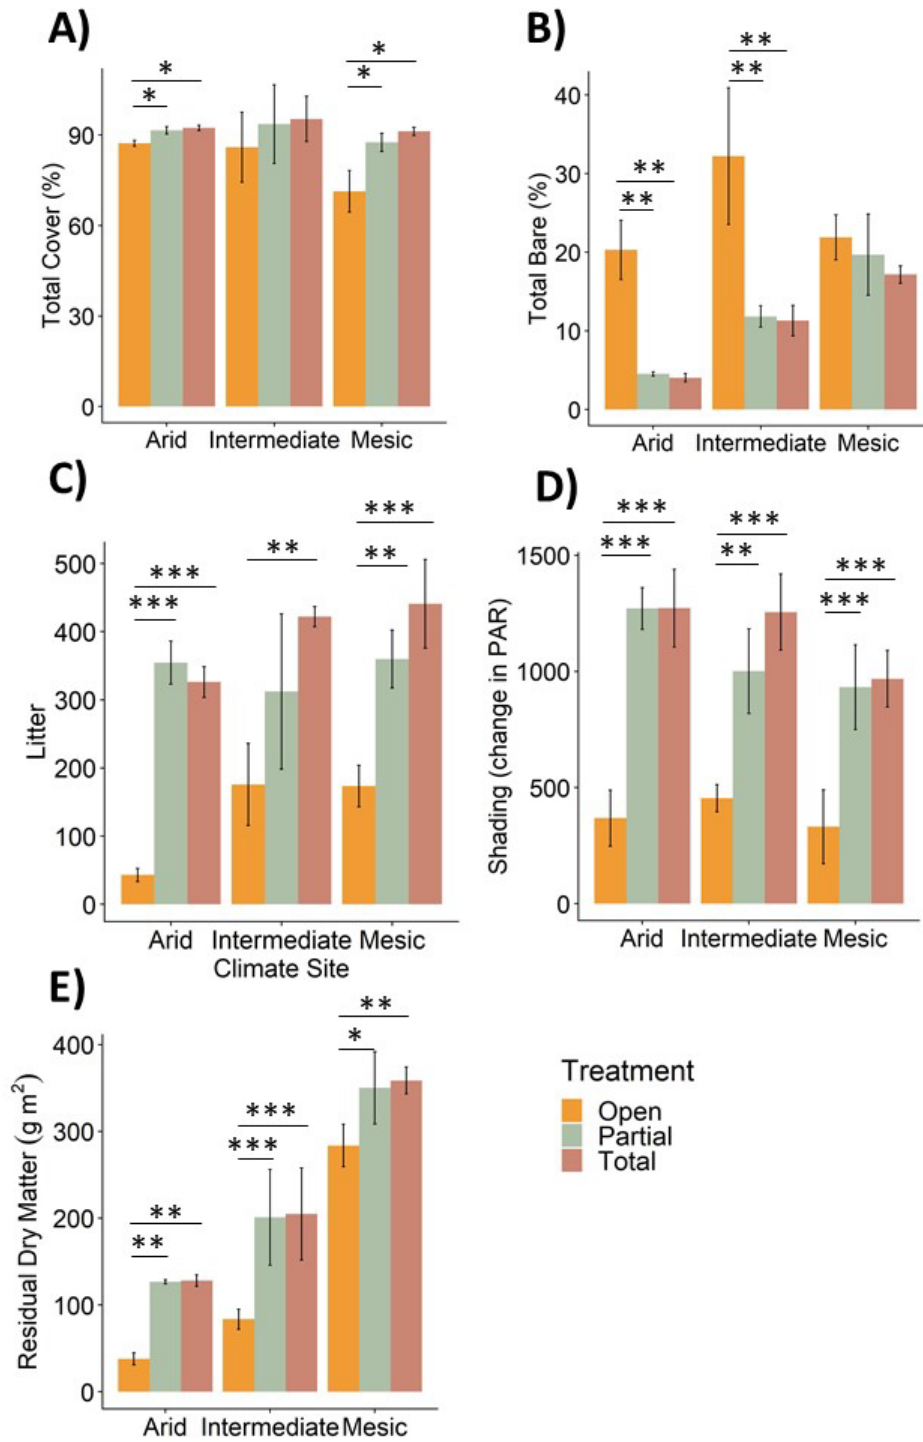 A)
Total Cover (%)
90
60
30
0
*
*
*
*
Arid Intermediate Mesic
B)
Total Bare (%)
40
30
20
10
0
**
**
**
**
Arid Intermediate Mesic
C)
Litter
500
400
300
200
100
0
***
***
**
***
**
Arid Intermediate Mesic
Climate Site
D)
Shading (change in PAR)
1500
1000
500
0
***
***
***
**
***
***
Arid Intermediate Mesic
E)
Residual Dry Matter (g m²)
400
300
200
100
0
**
**
***
***
**
*
Arid Intermediate Mesic
Treatment
Open
Partial
Total